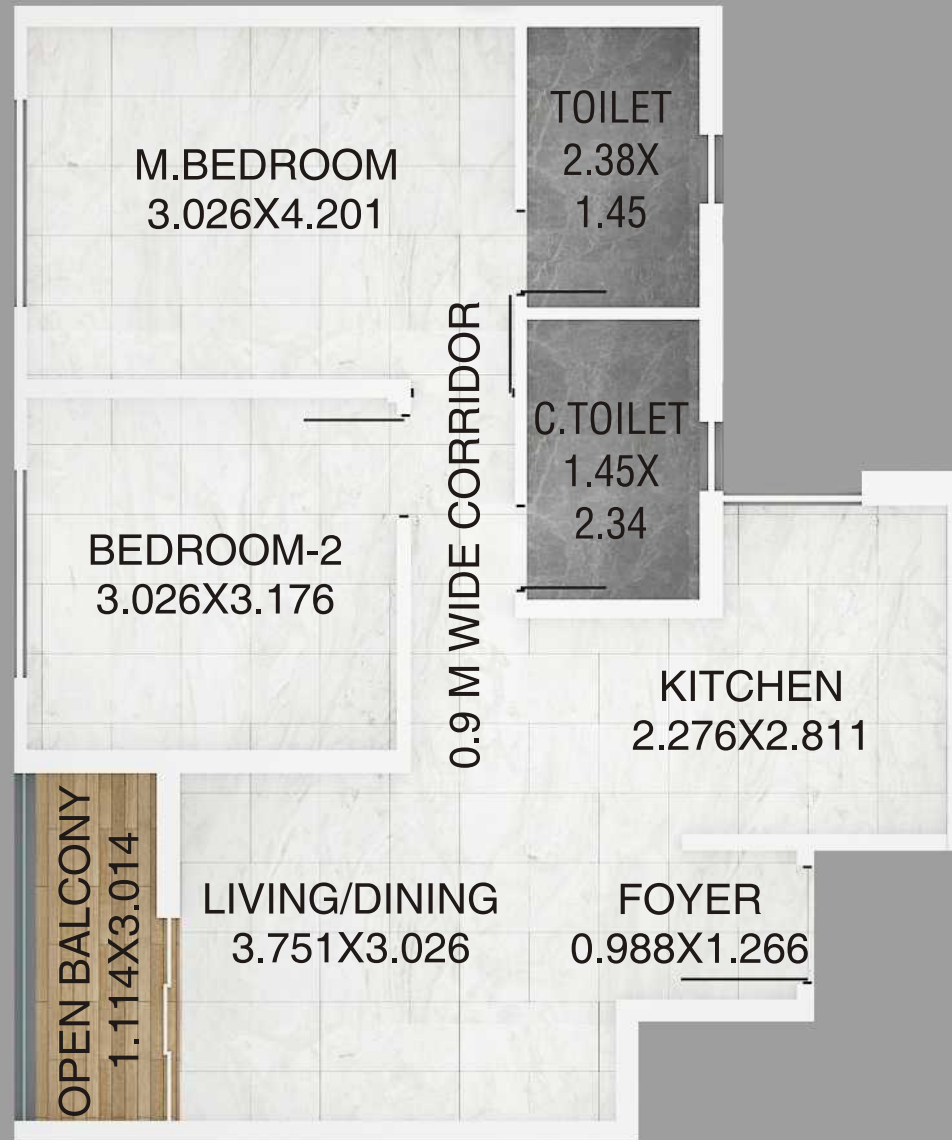 M.BEDROOM
3.026X4.201
TOILET
2.38X
1.45
0.9 M WIDE CORRIDOR
C.TOILET
1.45X
2.34
BEDROOM-2
3.026X3.176
KITCHEN
2.276X2.811
OPEN BALCONY
1.114X3.014
LIVING/DINING
3.751X3.026
FOYER
0.988X1.266